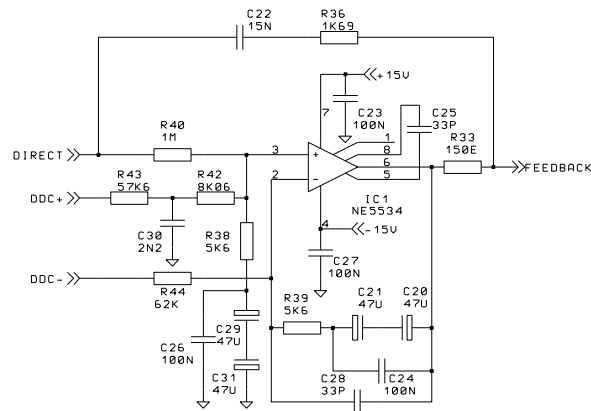 C22
15N
R36
1K69
+15V
7
C23
100N
C25
33P
1
8
R33
150E
R40
1M
3
6
DIRECT
FEEDBACK
2
5
R43
57K6
R42
8K06
IC1
NE5534
DDC+
C30
2N2
R38
5K6
4
-15V
C27
100N
DDC-
R44
62K
C21
47U
C20
47U
R39
5K6
C29
47U
C26
100N
C31
47U
C28
33P
C24
100N
+
-